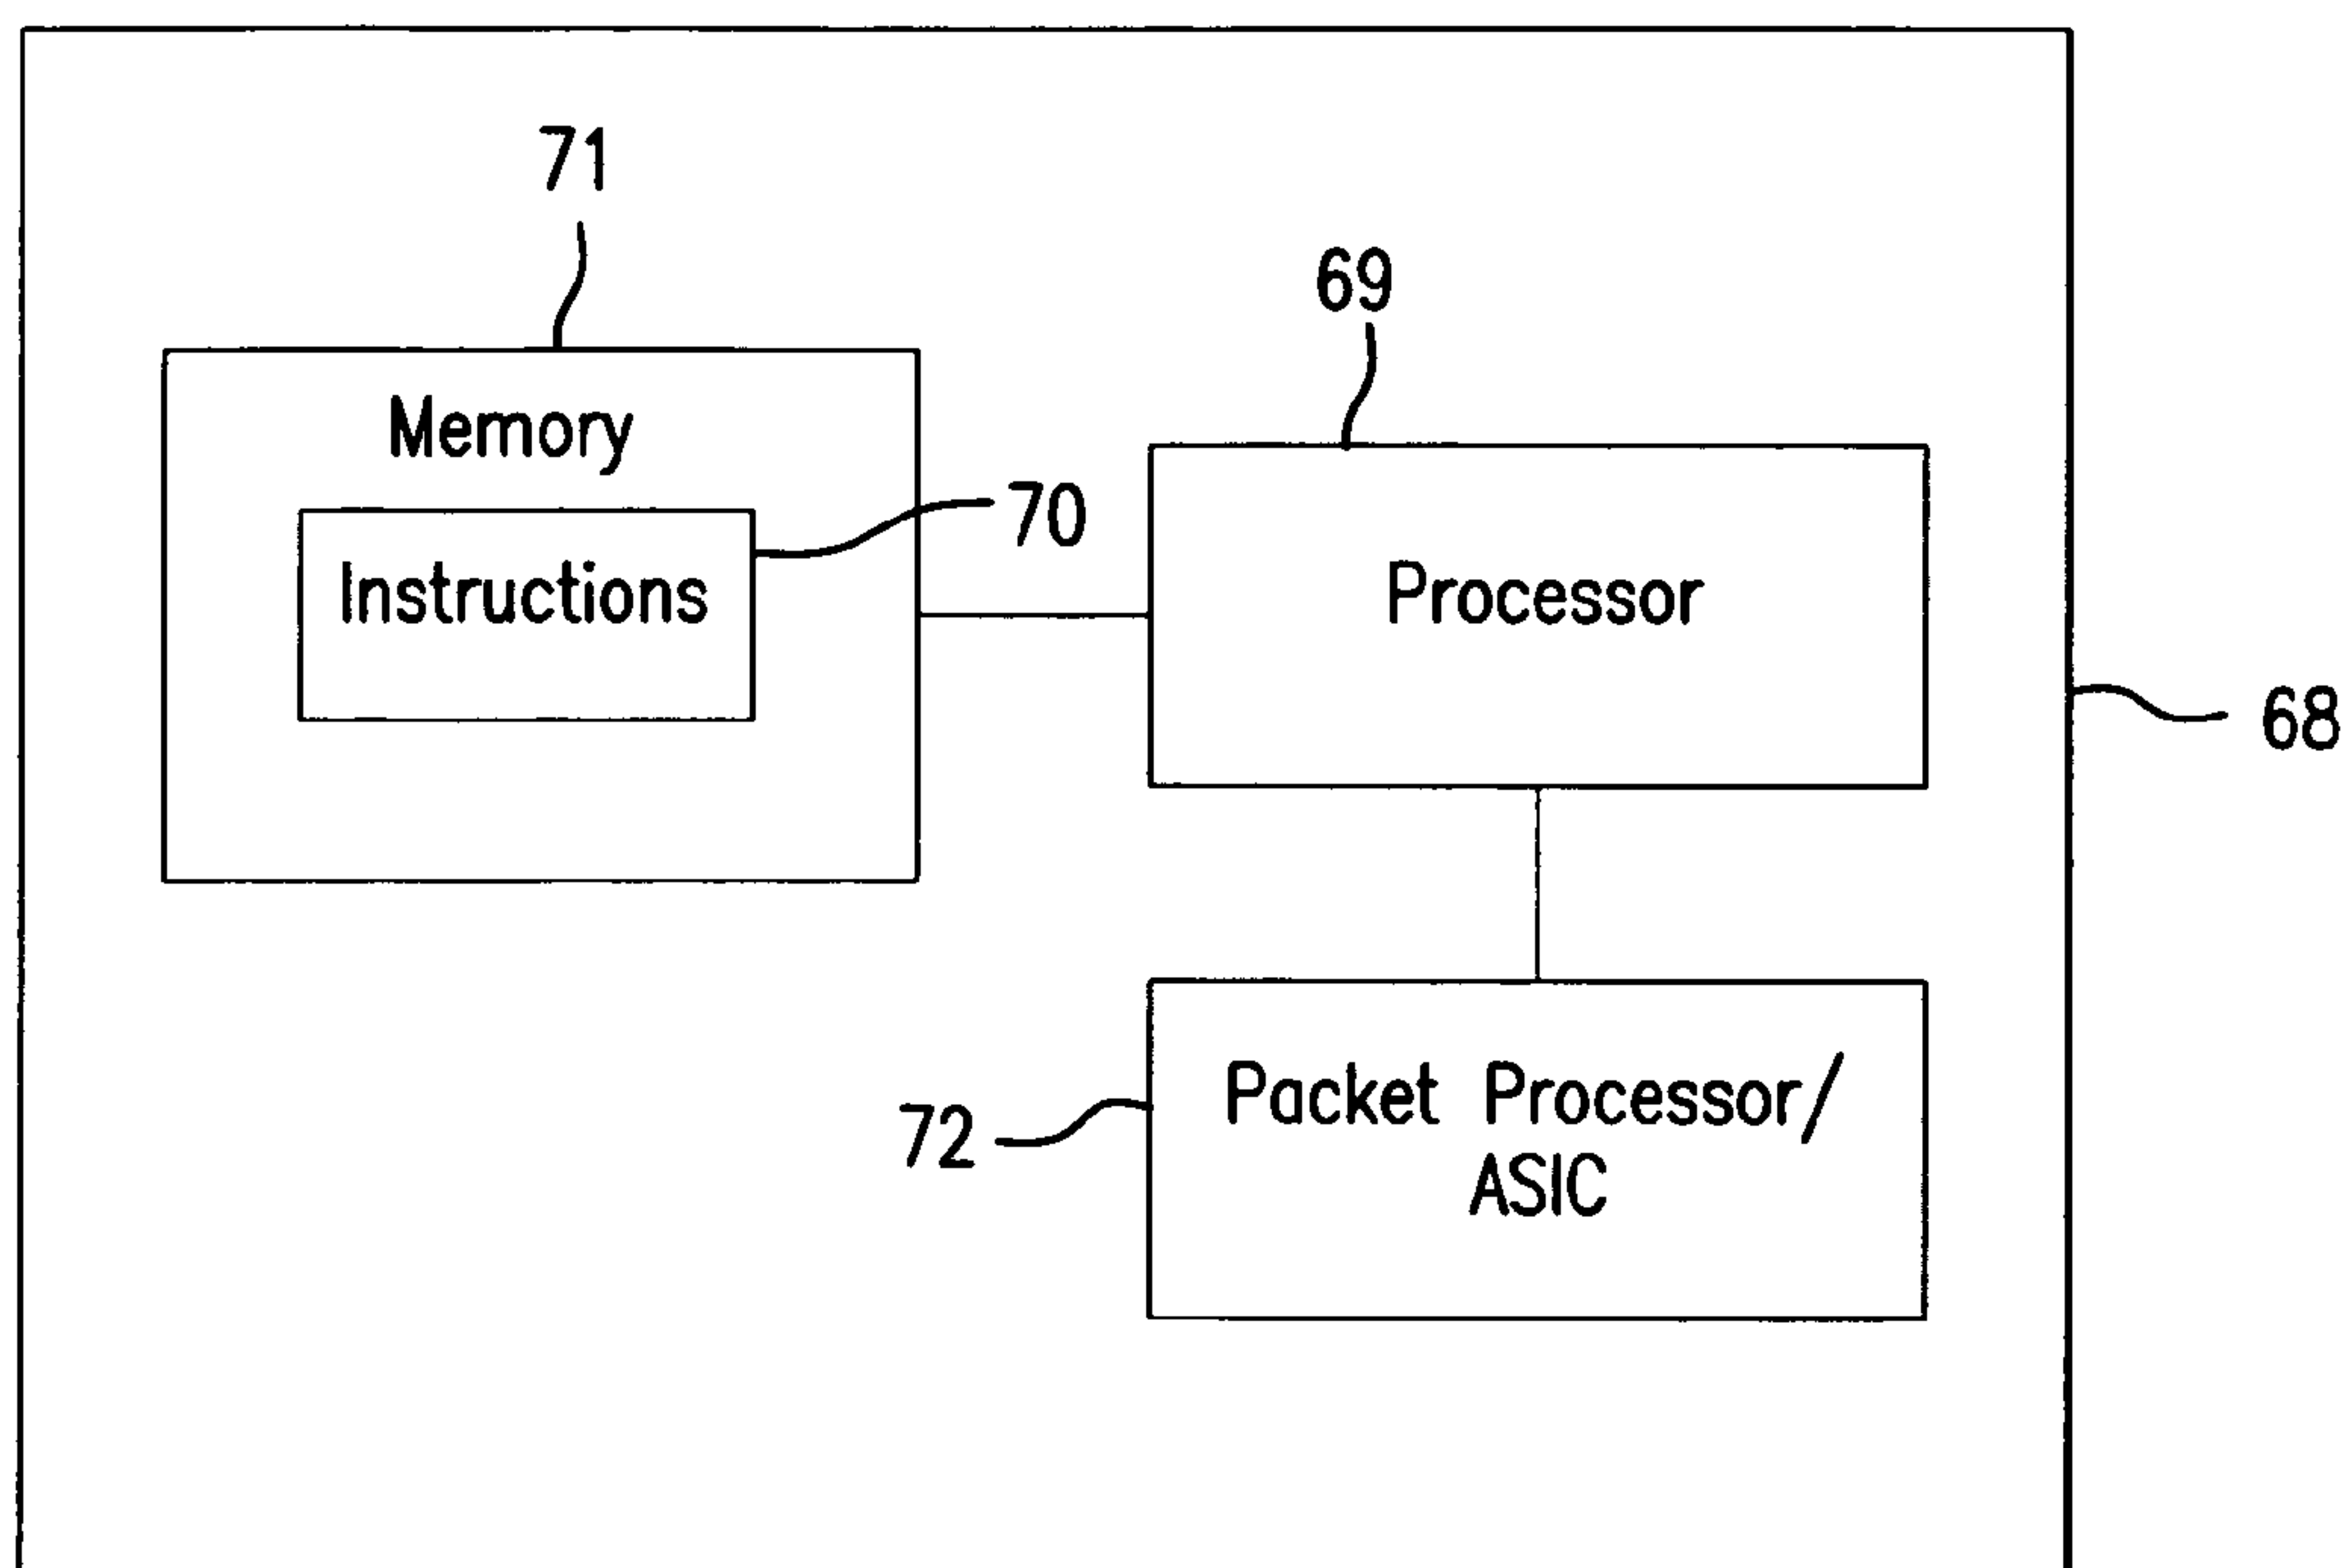 71
69
Memory
70
Instructions
Processor
68
Packet Processor/
ASIC
72